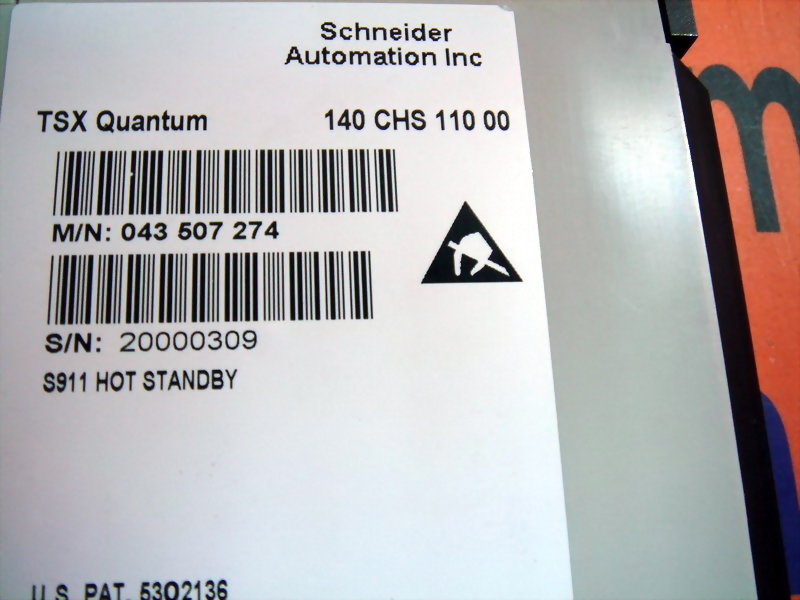 Schneider
Automation Inc
TSX Quantum 140 CHS 110 00
M/N: 043 507 274
S/N: 20000309
S911 HOT STANDBY
U.S. PAT. 5302136
m